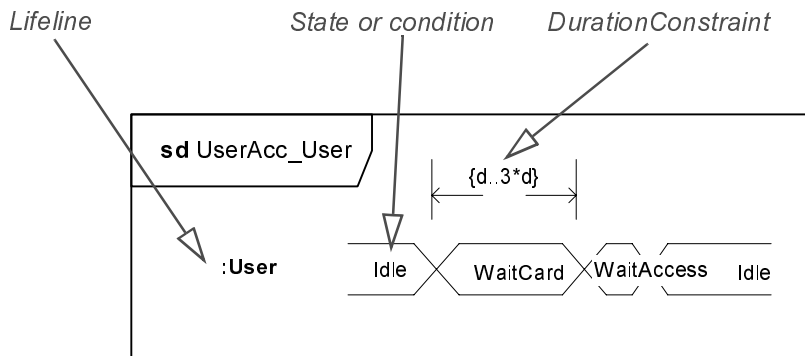 Lifeline State or condition DurationConstraint
sd UserAcc_User
{d..3*d}
:User Idle WaitCard WaitAccess Idle